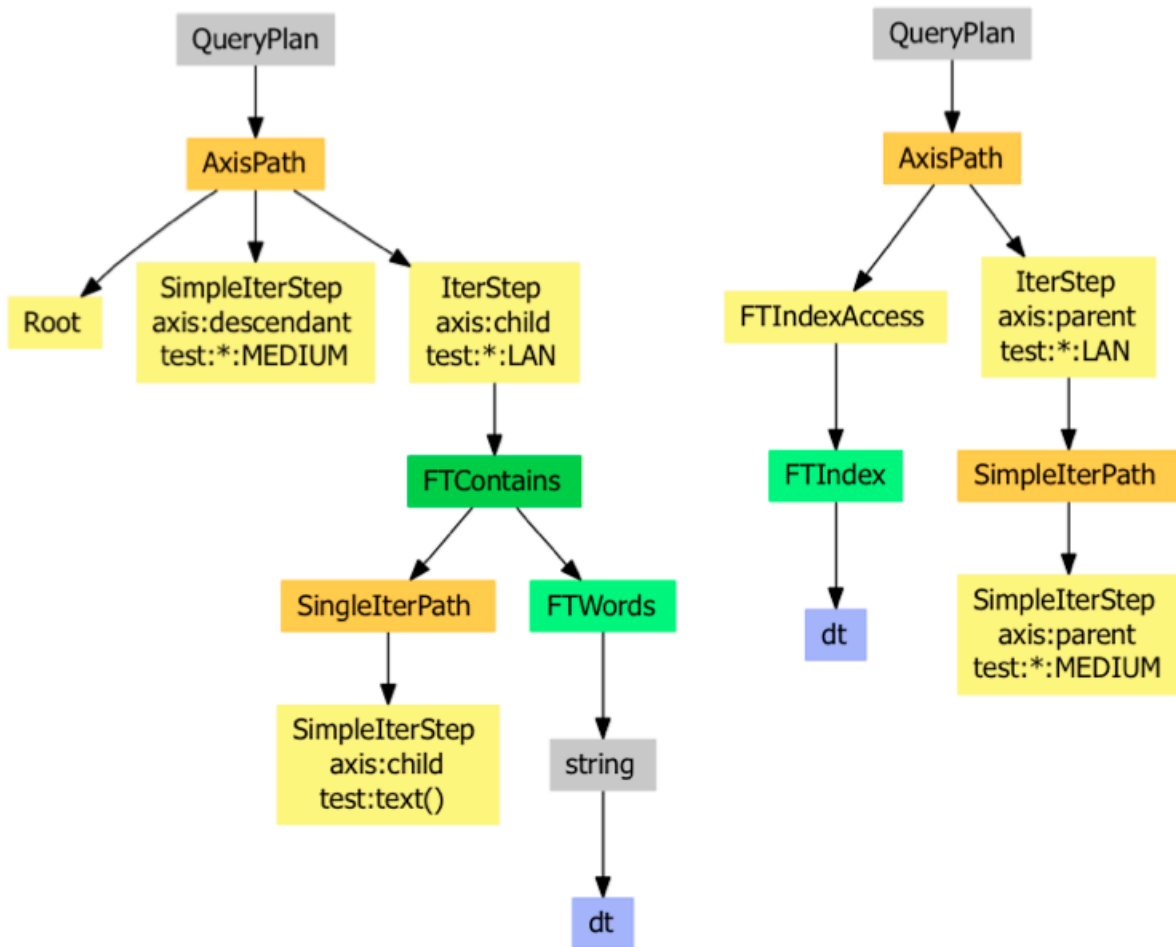 QueryPlan
AxisPath
Root
SimpleIterStep
axis:descendant
test:*:MEDIUM
IterStep
axis:child
test:*:LAN
FTContains
SingleIterPath
FTWords
SimpleIterStep
axis:child
test:text()
string
dt
QueryPlan
AxisPath
FTIndexAccess
IterStep
axis:parent
test:*:LAN
FTIndex
SimpleIterPath
dt
SimpleIterStep
axis:parent
test:*:MEDIUM